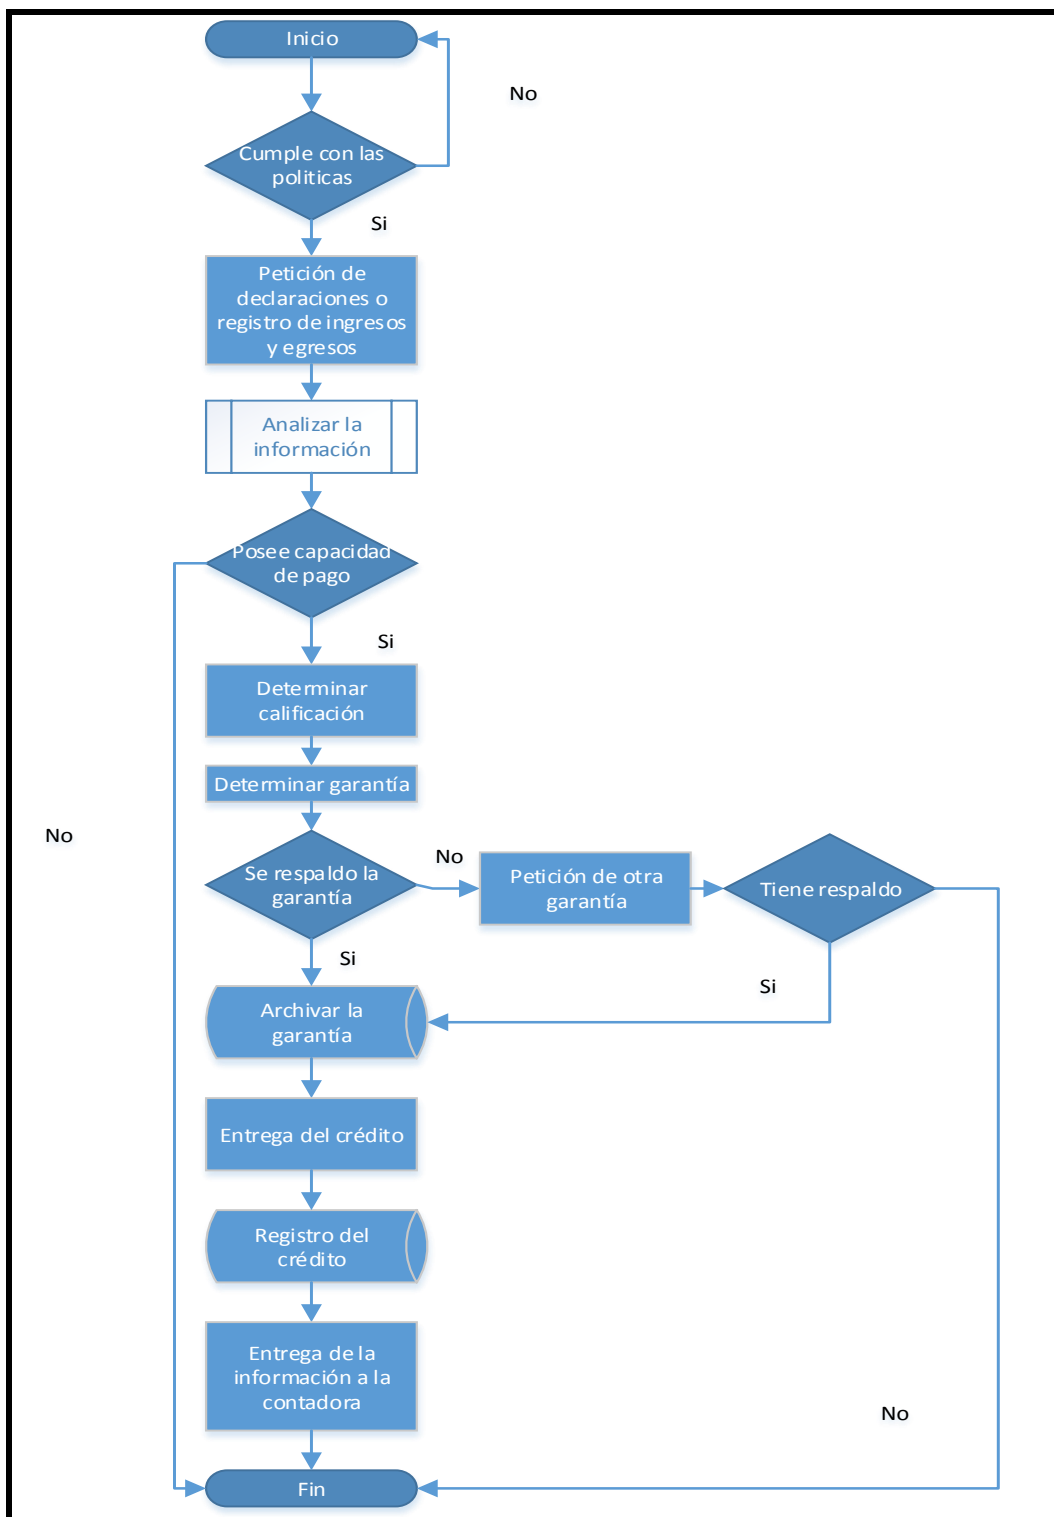 Inicio
No
Cumple con las
politicas
Si
Petición de
declaraciones o
registro de ingresos
y egresos
Analizar la
información
Posee capacidad
de pago
Si
Determinar
calificación
Determinar garantía
No
Se respaldo la
garantía
No
Petición de otra
garantía
Tiene respaldo
Si
Si
Archivar la
garantía
Entrega del crédito
Registro del
crédito
Entrega de la
información a la
contadora
No
Fin